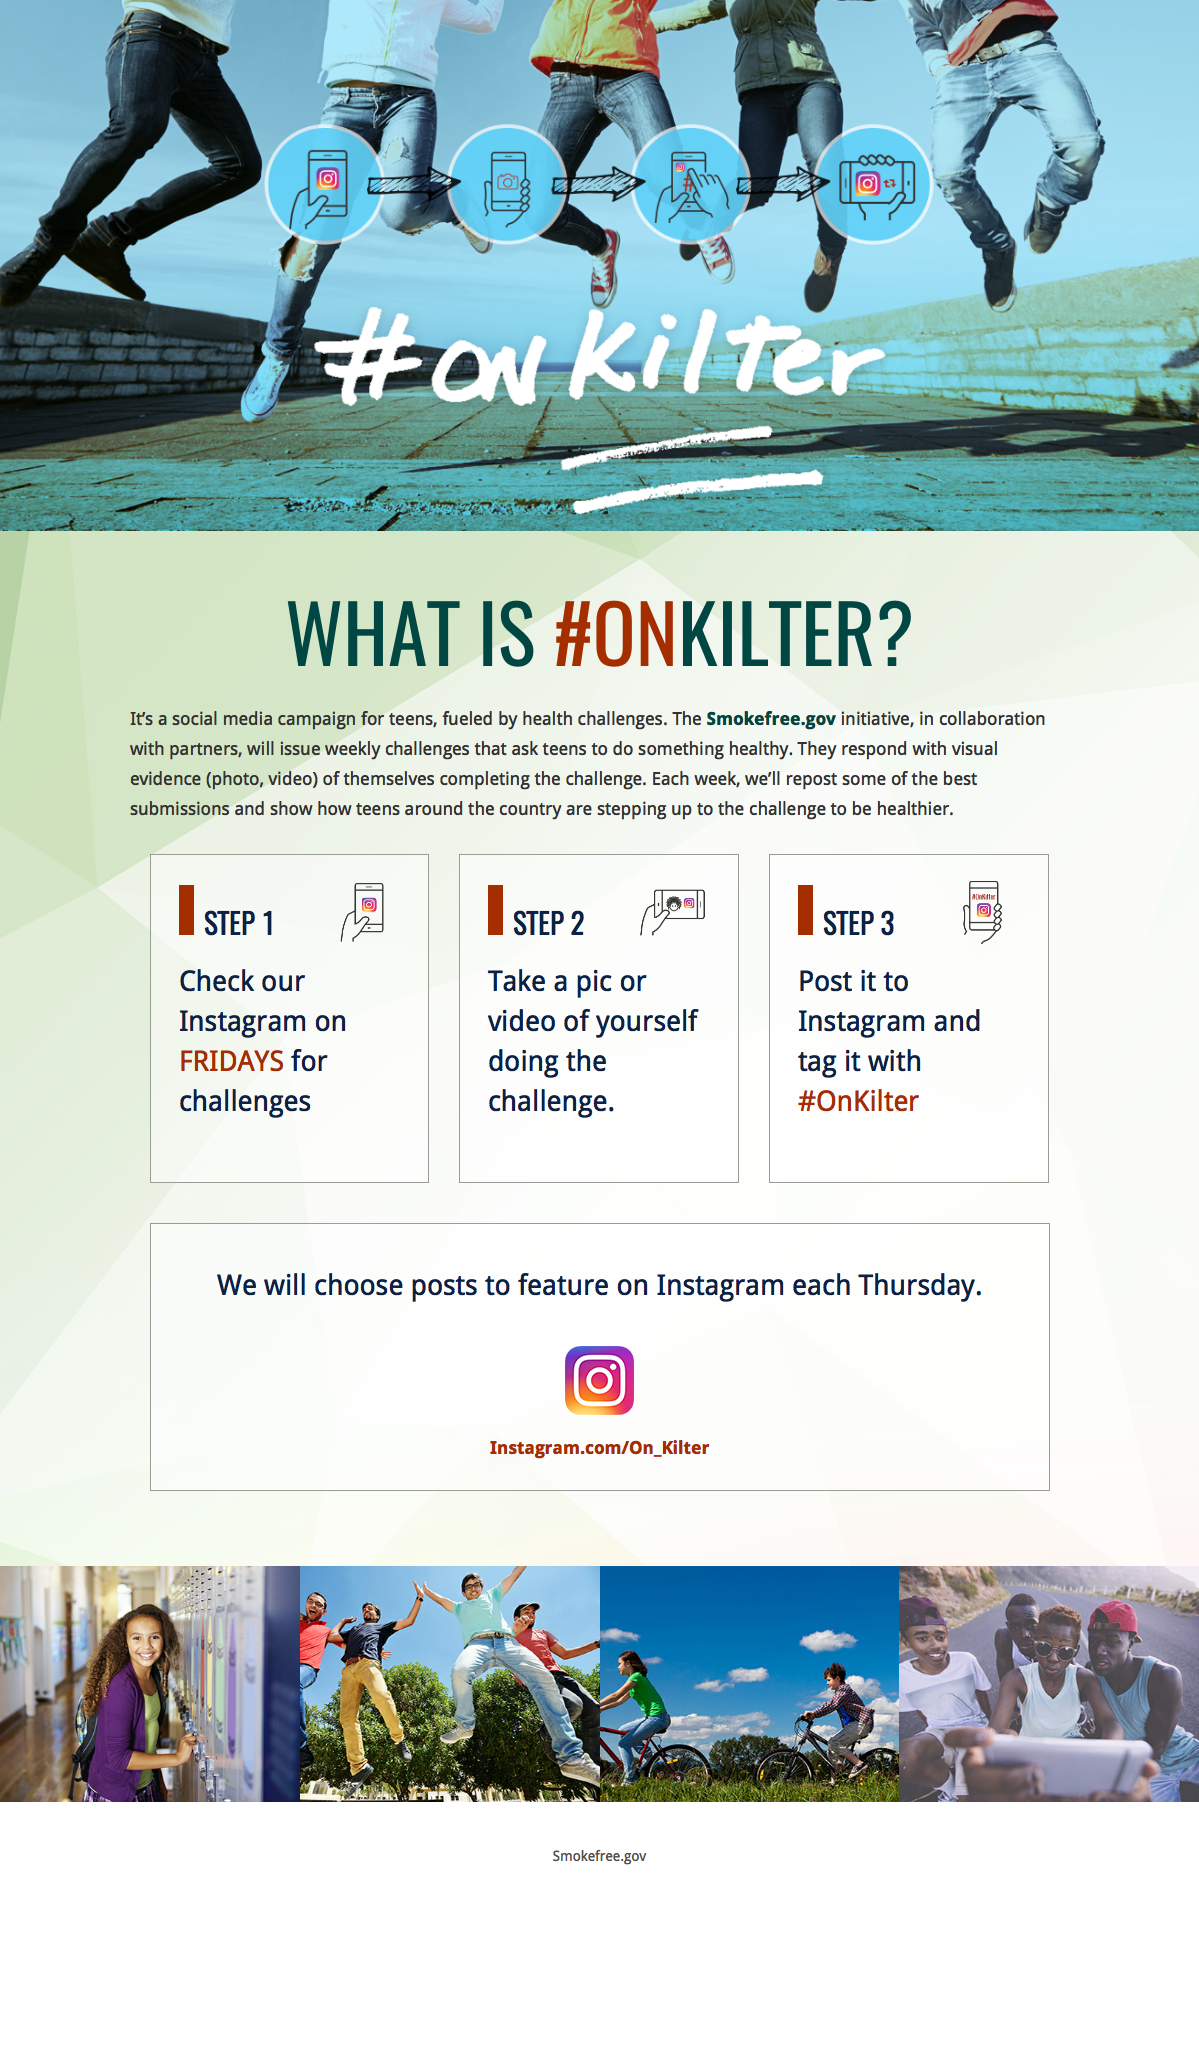 #
#onKilter
WHAT IS #ONKILTER?
It’s a social media campaign for teens, fueled by health challenges. The Smokefree.gov initiative, in collaboration
with partners, will issue weekly challenges that ask teens to do something healthy. They respond with visual
evidence (photo, video) of themselves completing the challenge. Each week, we’ll repost some of the best
submissions and show how teens around the country are stepping up to the challenge to be healthier.
STEP 1
Check our
Instagram on
FRIDAYS for
challenges
STEP 2
Take a pic or
video of yourself
doing the
challenge.
#OnKilter
STEP 3
Post it to
Instagram and
tag it with
#OnKilter
We will choose posts to feature on Instagram each Thursday.
Instagram.com/On_Kilter
Smokefree.gov